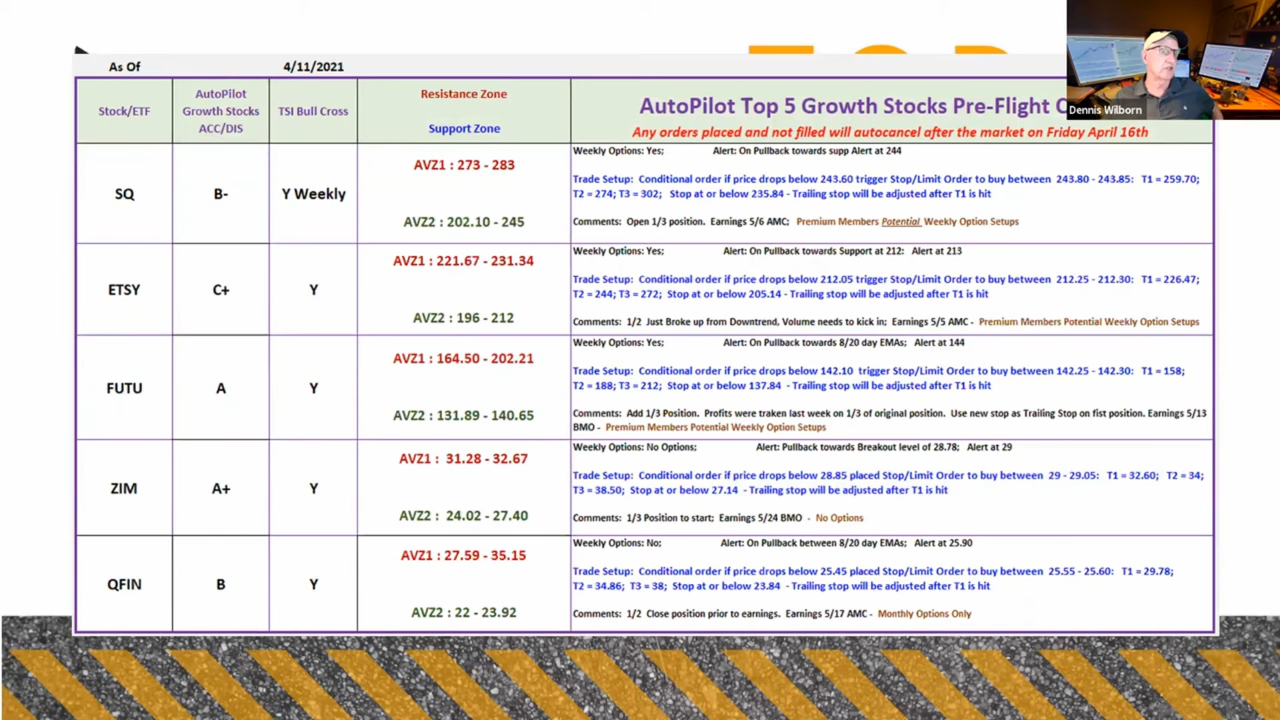 As Of 4/11/2021
Stock/ETF
AutoPilot
Growth Stocks
ACC/DIS
TSI Bull Cross
Resistance Zone
Support Zone
AutoPilot Top 5 Growth Stocks Pre-Flight
Any orders placed and not filled will autocancel after the market on Friday April 16th
Dennis Wilborn
SQ
B-
Y Weekly
AVZ1 : 273 - 283
AVZ2 : 202.10 - 245
Weekly Options: Yes; Alert: On Pullback towards supp Alert at 244
Trade Setup: Conditional order if price drops below 243.60 trigger Stop/Limit Order to buy between 243.80 - 243.85: T1 = 259.70;
T2 = 274; T3 = 302; Stop at or below 235.84 - Trailing stop will be adjusted after T1 is hit
Comments: Open 1/3 position. Earnings 5/6 AMC; Premium Members Potential Weekly Option Setups
ETSY
C+
Y
AVZ1 : 221.67 - 231.34
AVZ2 : 196 - 212
Weekly Options: Yes; Alert: On Pullback towards Support at 212: Alert at 213
Trade Setup: Conditional order if price drops below 212.05 trigger Stop/Limit Order to buy between 212.25 - 212.30: T1 = 226.47;
T2 = 244; T3 = 272; Stop at or below 205.14 - Trailing stop will be adjusted after T1 is hit
Comments: 1/2 Just Broke up from Downtrend, Volume needs to kick in; Earnings 5/5 AMC - Premium Members Potential Weekly Option Setups
FUTU
A
Y
AVZ1 : 164.50 - 202.21
AVZ2 : 131.89 - 140.65
Weekly Options: Yes; Alert: On Pullback towards 8/20 day EMAs; Alert at 144
Trade Setup: Conditional order if price drops below 142.10 trigger Stop/Limit Order to buy between 142.25 - 142.30: T1 = 158;
T2 = 188; T3 = 212; Stop at or below 137.84 - Trailing stop will be adjusted after T1 is hit
Comments: Add 1/3 Position. Profits were traken last week on 1/3 of original position. Use new stop as Trailing Stop on fist position. Earnings 5/13
BMO - Premium Members Potential Weekly Option Setups
ZIM
A+
Y
AVZ1 : 31.28 - 32.67
AVZ2 : 24.02 - 27.40
Weekly Options: No Options; Alert: Pullback towards Breakout level of 28.78; Alert at 29
Trade Setup: Conditional order if price drops below 28.85 placed Stop/Limit Order to buy between 29 - 29.05: T1 = 32.60; T2 = 34;
T3 = 38.50; Stop at or below 27.14 - Trailing stop will be adjusted after T1 is hit
Comments: 1/3 Position to start; Earnings 5/24 BMO - No Options
QFIN
B
Y
AVZ1 : 27.59 - 35.15
AVZ2 : 22 - 23.92
Weekly Options: No; Alert: On Pullback between 8/20 day EMAs; Alert at 25.90
Trade Setup: Conditional order if price drops below 25.45 placed Stop/Limit Order to buy between 25.55 - 25.60: T1 = 29.78;
T2 = 34.86; T3 = 38; Stop at or below 23.84 - Trailing stop will be adjusted after T1 is hit
Comments: 1/2 Close position prior to earnings. Earnings 5/17 AMC - Monthly Options Only